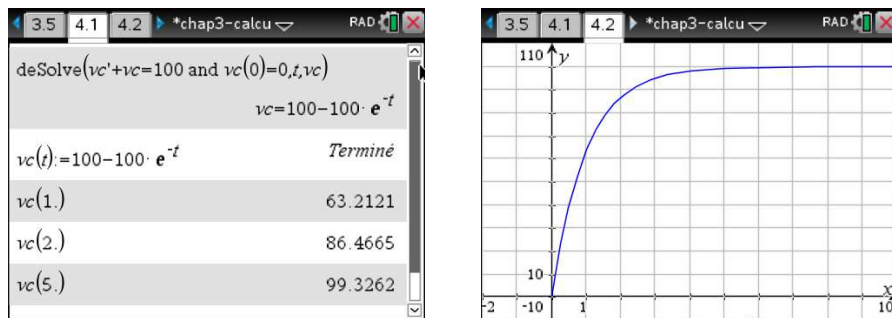 3.5 4.1 4.2 *chap3-calcu RAD
deSolve(vc'+vc=100 and vc(0)=0,t,vc)
vc=100−100· e^-t
vc(t):=100−100· e^-t Terminé
vc(1.) 63.2121
vc(2.) 86.4665
vc(5.) 99.3262
3.5 4.1 4.2 *chap3-calcu RAD
110 y
10
x
-2 -10 1 10